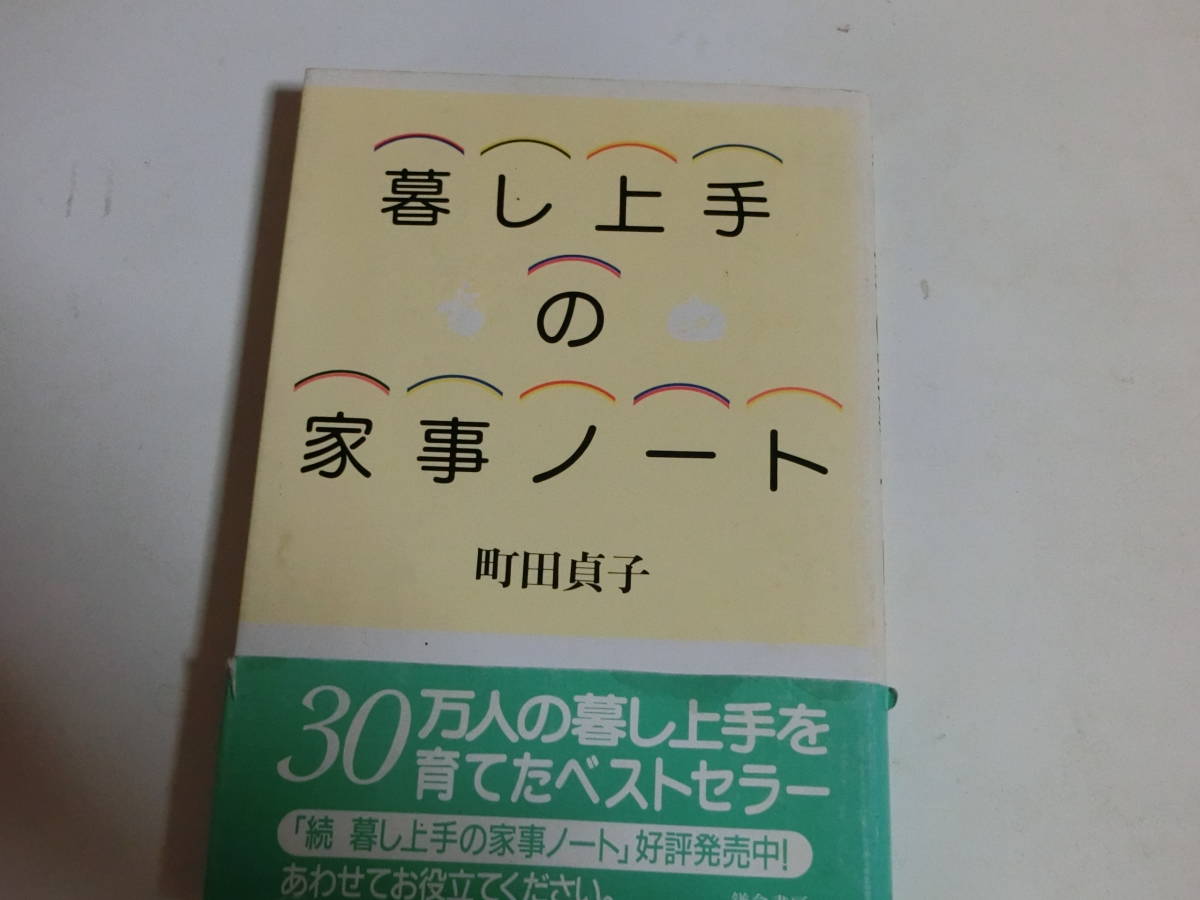 暮し上手
の
家事ノート
町田貞子
30万人の暮し上手を
育てたベストセラー
「続 暮し上手の家事ノート」好評発売中!
あわせてお役立てください。